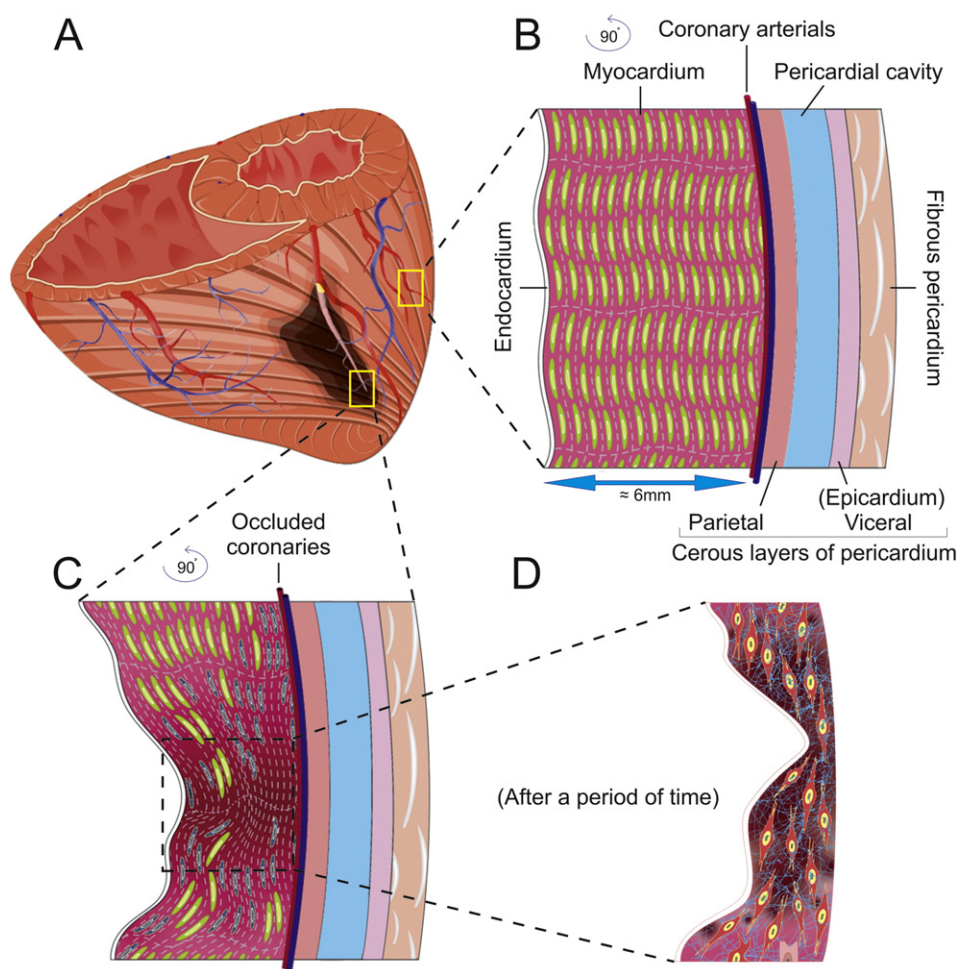 A
B
90°
Coronary arterials
Myocardium
Pericardial cavity
Endocardium
Fibrous pericardium
≈ 6mm
(Epicardium)
Parietal
Viceral
Cerous layers of pericardium
Occluded
coronaries
C
90°
D
(After a period of time)